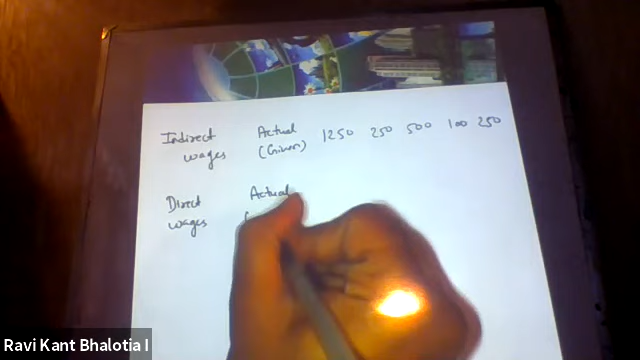 Indirect Actual 1250 250 500 100 250
wages (Given)
Direct Actual
wages
Ravi Kant Bhalotia I